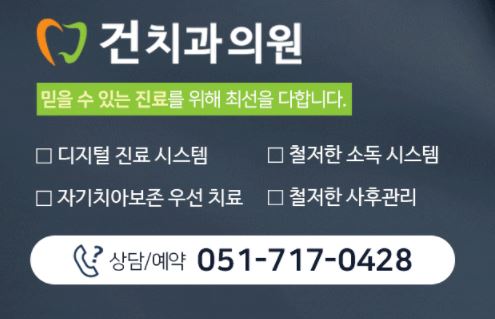 건치과의원
믿을 수 있는 진료를 위해 최선을 다합니다.
□ 디지털 진료 시스템 □ 철저한 소독 시스템
□ 자기치아보존 우선 치료 □ 철저한 사후관리
상담/예약 051-717-0428